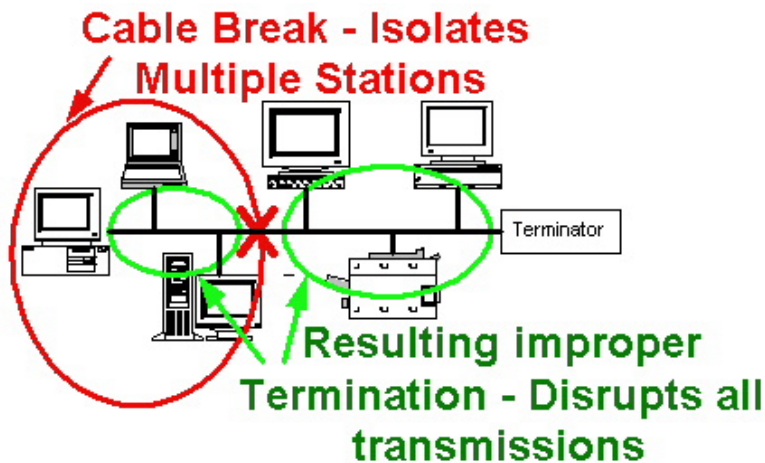 Cable Break - Isolates
Multiple Stations
Terminator
Resulting improper
Termination - Disrupts all
transmissions